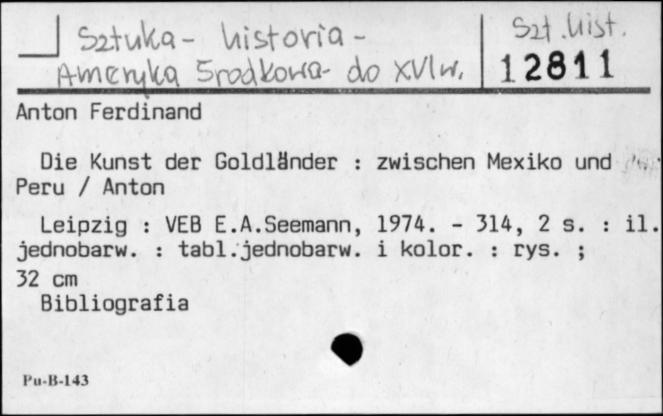 Sztuka - historia -
Ameryka Środkowa do XVI w.
Szt. hist.
12811
Anton Ferdinand
Die Kunst der Goldländer : zwischen Mexiko und
Peru / Anton
Leipzig : VEB E.A.Seemann, 1974. - 314, 2 s. : il.
jednobarw. : tabl.jednobarw. i kolor. : rys. ;
32 cm
Bibliografia
Pu-B-143